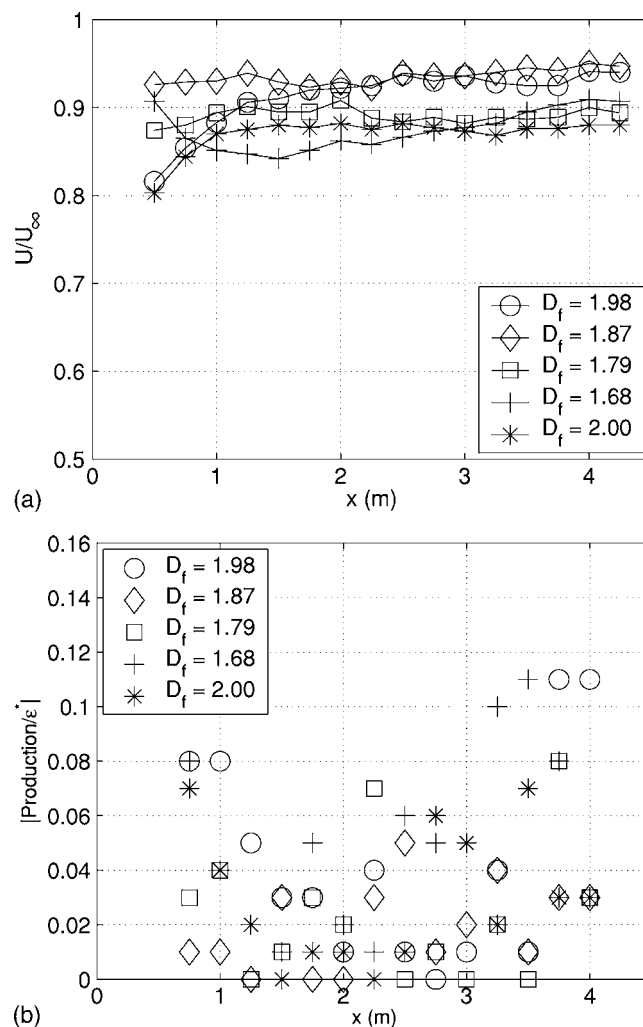 1
0.9
0.8
0.7
0.6
0.5
U/U∞
D_f = 1.98
D_f = 1.87
D_f = 1.79
D_f = 1.68
D_f = 2.00
0 1 2 3 4
(a)
x (m)
0.16
0.14
0.12
0.1
0.08
0.06
0.04
0.02
0
|Production/ε*|
D_f = 1.98
D_f = 1.87
D_f = 1.79
D_f = 1.68
D_f = 2.00
0 1 2 3 4
(b)
x (m)